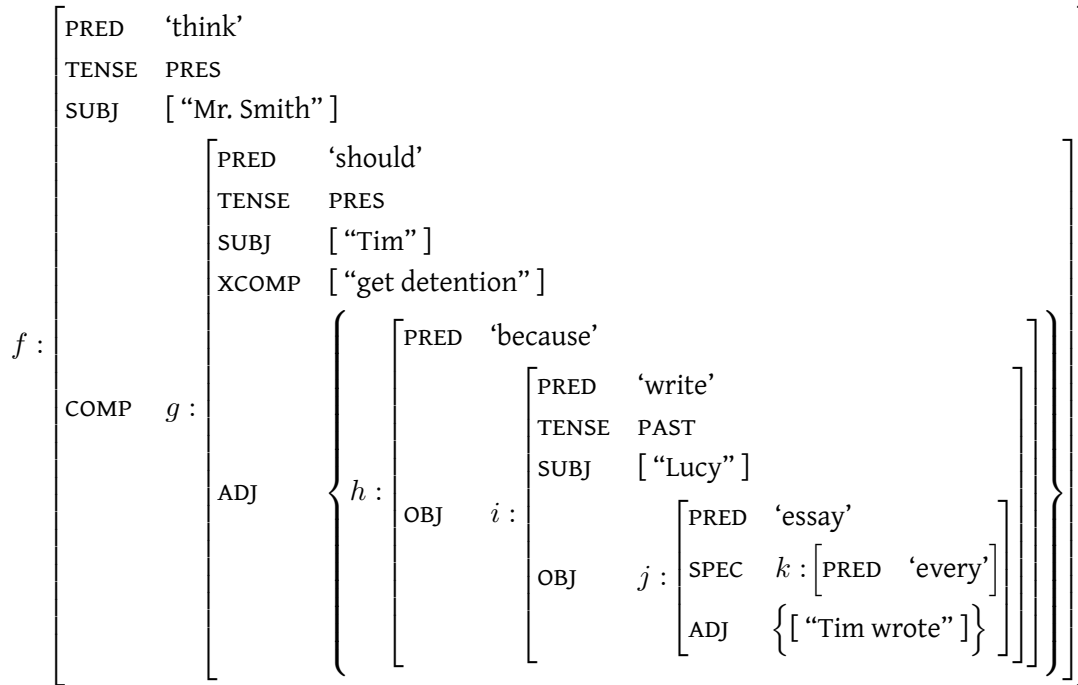 PRED ‘think’
TENSE PRES
SUBJ [ “Mr. Smith” ]
PRED ‘should’
TENSE PRES
SUBJ [ “Tim” ]
XCOMP [ “get detention” ]
PRED ‘because’
f :
PRED ‘write’
COMP g :
TENSE PAST
SUBJ [ “Lucy” ]
ADJ { h :
OBJ i :
PRED ‘essay’
OBJ j :
SPEC k : [ PRED ‘every’ ]
ADJ { [ “Tim wrote” ] }